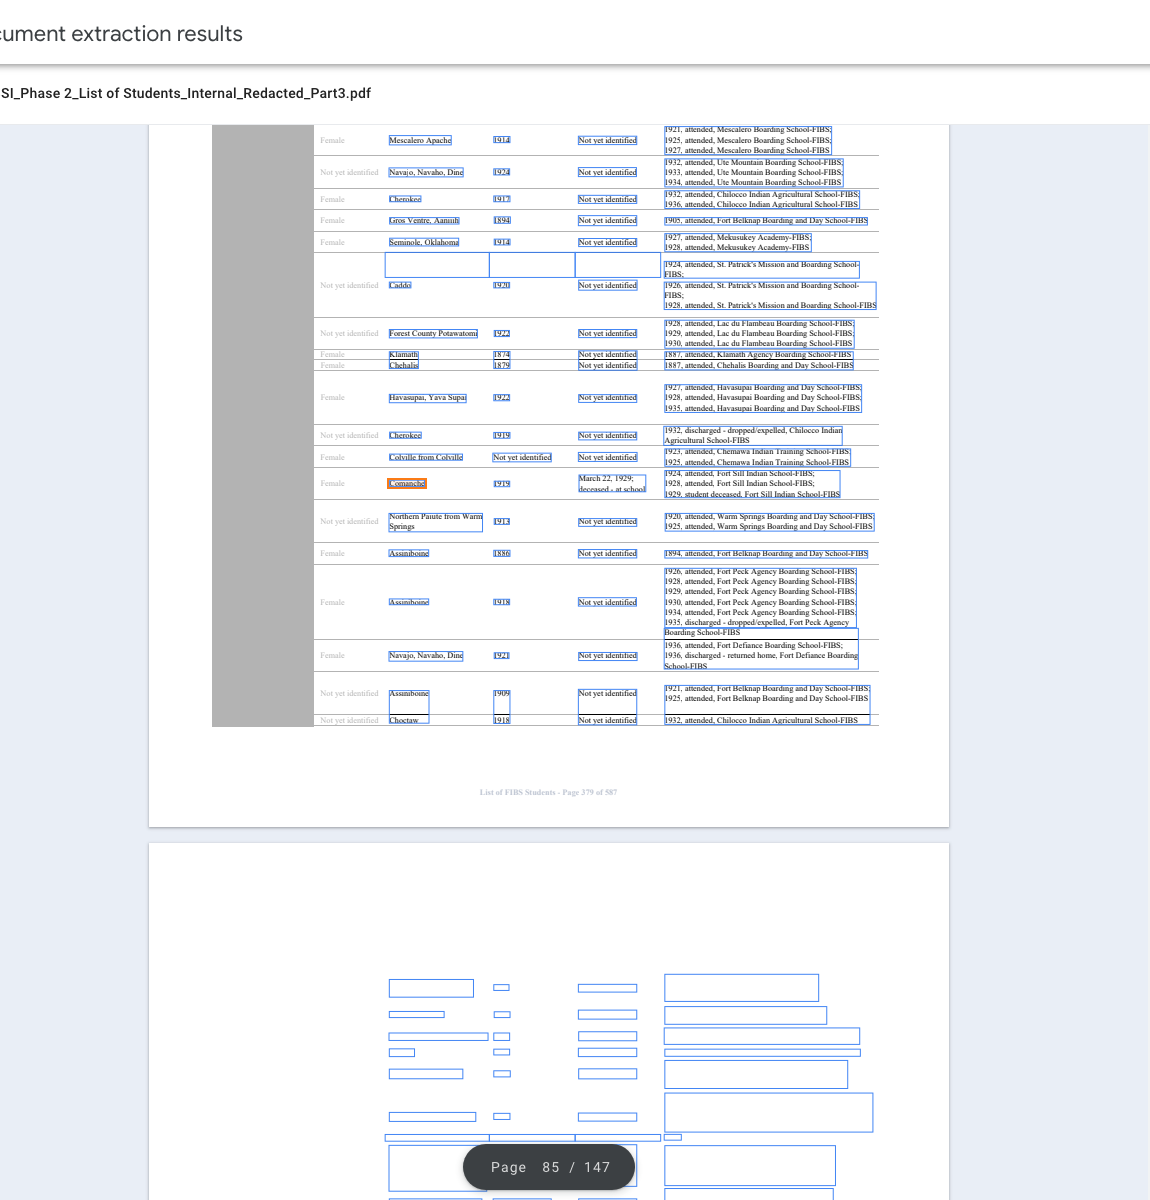 cument extraction results
SI_Phase 2_List of Students_Internal_Redacted_Part3.pdf
Female Mescalero Apache 1914 Not yet identified 1921, attended, Mescalero Boarding School-FIBS;
1925, attended, Mescalero Boarding School-FIBS;
1927, attended, Mescalero Boarding School-FIBS
Not yet identified Navajo, Navaho, Dine 1924 Not yet identified 1932, attended, Ute Mountain Boarding School-FIBS;
1933, attended, Ute Mountain Boarding School-FIBS;
1934, attended, Ute Mountain Boarding School-FIBS
Not yet identified Cherokee 1917 Not yet identified 1932, attended, Chilocco Indian Agricultural School-FIBS;
1936, attended, Chilocco Indian Agricultural School-FIBS
Female Gros Ventre, Aaniiih 1894 Not yet identified 1905, attended, Fort Belknap Boarding and Day School-FIBS
Female Seminole, Oklahoma 1914 Not yet identified 1927, attended, Mekusukey Academy-FIBS;
1928, attended, Mekusukey Academy-FIBS
Not yet identified Caddo 1920 Not yet identified 1924, attended, St. Patrick's Mission and Boarding School-
FIBS;
1926, attended, St. Patrick's Mission and Boarding School-
FIBS;
1928, attended, St. Patrick's Mission and Boarding School-FIBS
Not yet identified Forest County Potawatomi 1922 Not yet identified 1928, attended, Lac du Flambeau Boarding School-FIBS;
1929, attended, Lac du Flambeau Boarding School-FIBS;
1930, attended, Lac du Flambeau Boarding School-FIBS
Female Klamath 1874 Not yet identified 1887, attended, Klamath Agency Boarding School-FIBS
Female Chehalis 1879 Not yet identified 1887, attended, Chehalis Boarding and Day School-FIBS
Female Havasupai, Yava Supai 1922 Not yet identified 1927, attended, Havasupai Boarding and Day School-FIBS;
1928, attended, Havasupai Boarding and Day School-FIBS;
1935, attended, Havasupai Boarding and Day School-FIBS
Not yet identified Cherokee 1919 Not yet identified 1932, discharged - dropped/expelled, Chilocco Indian
Agricultural School-FIBS
Not yet identified Colville from Colville Not yet identified Not yet identified 1923, attended, Chemawa Indian Training School-FIBS;
1925, attended, Chemawa Indian Training School-FIBS
Female Comanche 1919 March 22, 1929; deceased - at school 1924, attended, Fort Sill Indian School-FIBS;
1928, attended, Fort Sill Indian School-FIBS;
1929, student deceased, Fort Sill Indian School-FIBS
Not yet identified Northern Paiute from Warm Springs 1913 Not yet identified 1920, attended, Warm Springs Boarding and Day School-FIBS;
1925, attended, Warm Springs Boarding and Day School-FIBS
Female Assiniboine 1886 Not yet identified 1894, attended, Fort Belknap Boarding and Day School-FIBS
Female Assiniboine 1918 Not yet identified 1926, attended, Fort Peck Agency Boarding School-FIBS;
1928, attended, Fort Peck Agency Boarding School-FIBS;
1929, attended, Fort Peck Agency Boarding School-FIBS;
1930, attended, Fort Peck Agency Boarding School-FIBS;
1934, attended, Fort Peck Agency Boarding School-FIBS;
1935, discharged - dropped/expelled, Fort Peck Agency
Boarding School-FIBS
Female Navajo, Navaho, Dine 1921 Not yet identified 1936, attended, Fort Defiance Boarding School-FIBS;
1936, discharged - returned home, Fort Defiance Boarding
School-FIBS
Not yet identified Assiniboine 1909 Not yet identified 1921, attended, Fort Belknap Boarding and Day School-FIBS;
1925, attended, Fort Belknap Boarding and Day School-FIBS
Not yet identified Choctaw 1918 Not yet identified 1932, attended, Chilocco Indian Agricultural School-FIBS
List of FIBS Students - Page 379 of 587
Page 85 / 147